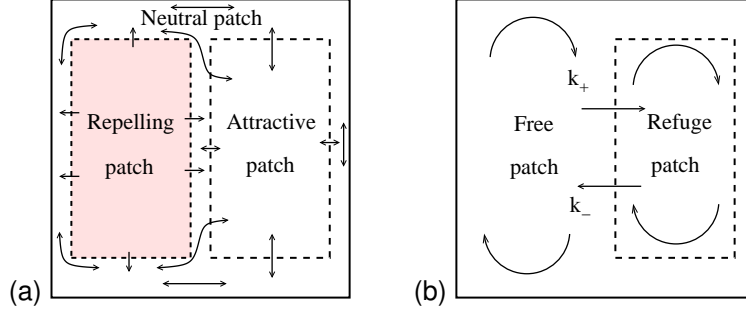 Neutral patch
Repelling
patch
Attractive
patch
(a)
Free
patch
Refuge
patch
k+
k−
(b)